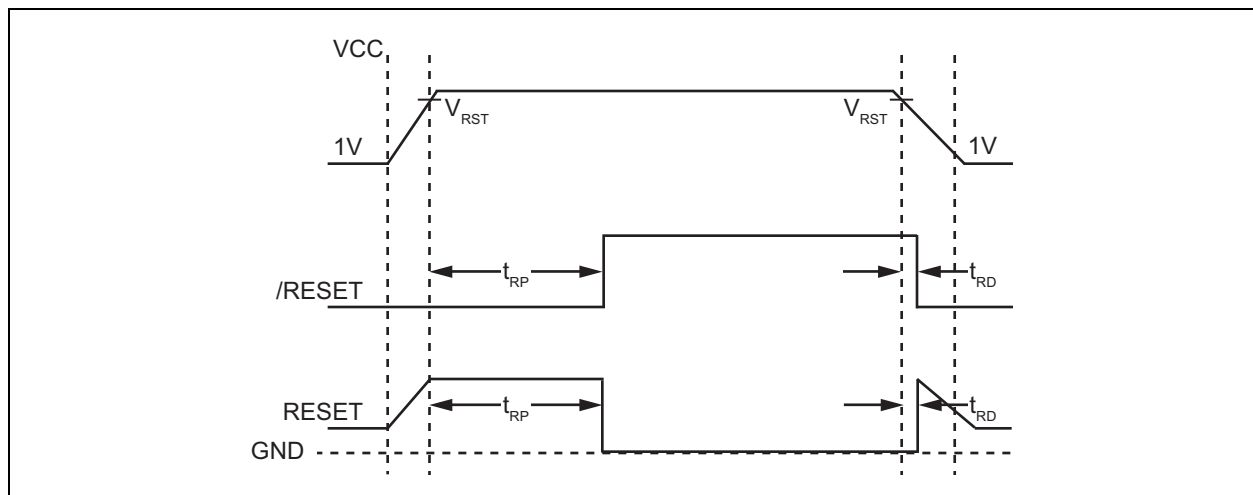 VCC
V_RST
V_RST
1V
1V
t_RP
t_RD
/RESET
t_RP
t_RD
RESET
GND